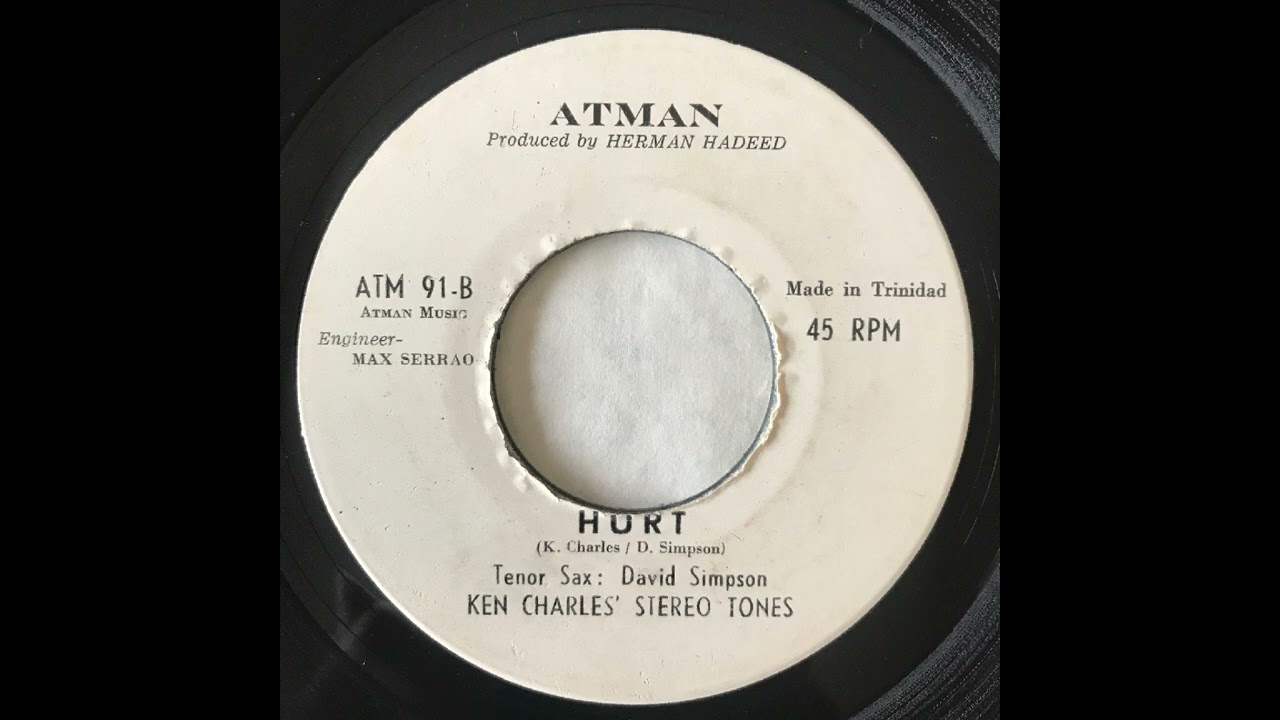 ATMAN
Produced by HERMAN HADEED
ATM 91-B
ATMAN MUSIC
Engineer-
MAX SERRAO
Made in Trinidad
45 RPM
HURT
(K. Charles / D. Simpson)
Tenor Sax: David Simpson
KEN CHARLES' STEREO TONES